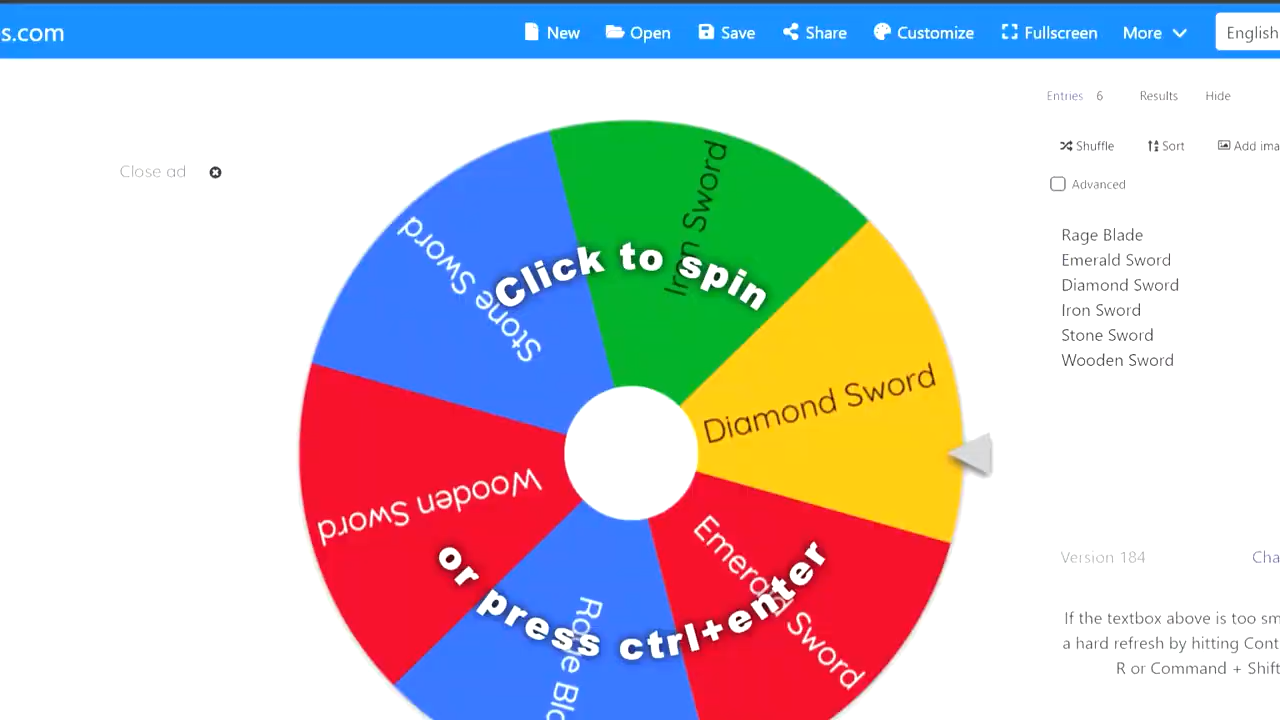 s.com
New Open Save Share Customize Fullscreen More English
Entries 6 Results Hide
Close ad
Shuffle Sort Add ima
Advanced
Rage Blade
Emerald Sword
Diamond Sword
Iron Sword
Stone Sword
Wooden Sword
Click to spin
or press ctrl+enter
Iron Sword
Diamond Sword
Emerald Sword
Rage Bla
Wooden Sword
Stone Sword
Version 184 Cha
If the textbox above is too sm
a hard refresh by hitting Cont
R or Command + Shift